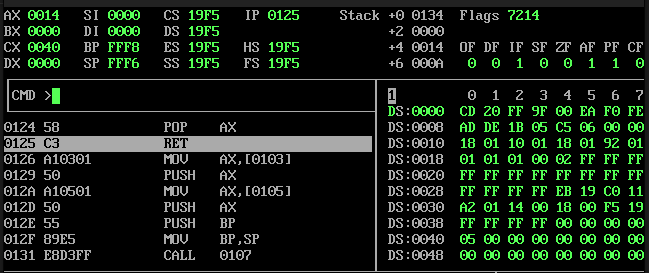 AX 0014 SI 0000 CS 19F5 IP 0125 Stack +0 0134 Flags 7214
BX 0000 DI 0000 DS 19F5 +2 0000
CX 0040 BP FFF8 ES 19F5 HS 19F5 +4 0014 OF DF IF SF ZF AF PF CF
DX 0000 SP FFF6 SS 19F5 FS 19F5 +6 000A 0 0 1 0 0 1 1 0
CMD > 1 0 1 2 3 4 5 6 7
DS:0000 CD 20 FF 9F 00 EA F0 FE
0124 58 POP AX DS:0008 AD DE 1B 05 C5 06 00 00
0125 C3 RET DS:0010 18 01 10 01 18 01 92 01
0126 A10301 MOV AX,[0103] DS:0018 01 01 01 00 02 FF FF FF
0129 50 PUSH AX DS:0020 FF FF FF FF FF FF FF FF
012A A10501 MOV AX,[0105] DS:0028 FF FF FF FF EB 19 C0 11
012D 50 PUSH AX DS:0030 A2 01 14 00 18 00 F5 19
012E 55 PUSH BP DS:0038 FF FF FF FF 00 00 00 00
012F 89E5 MOV BP,SP DS:0040 05 00 00 00 00 00 00 00
0131 E8D3FF CALL 0107 DS:0048 00 00 00 00 00 00 00 00